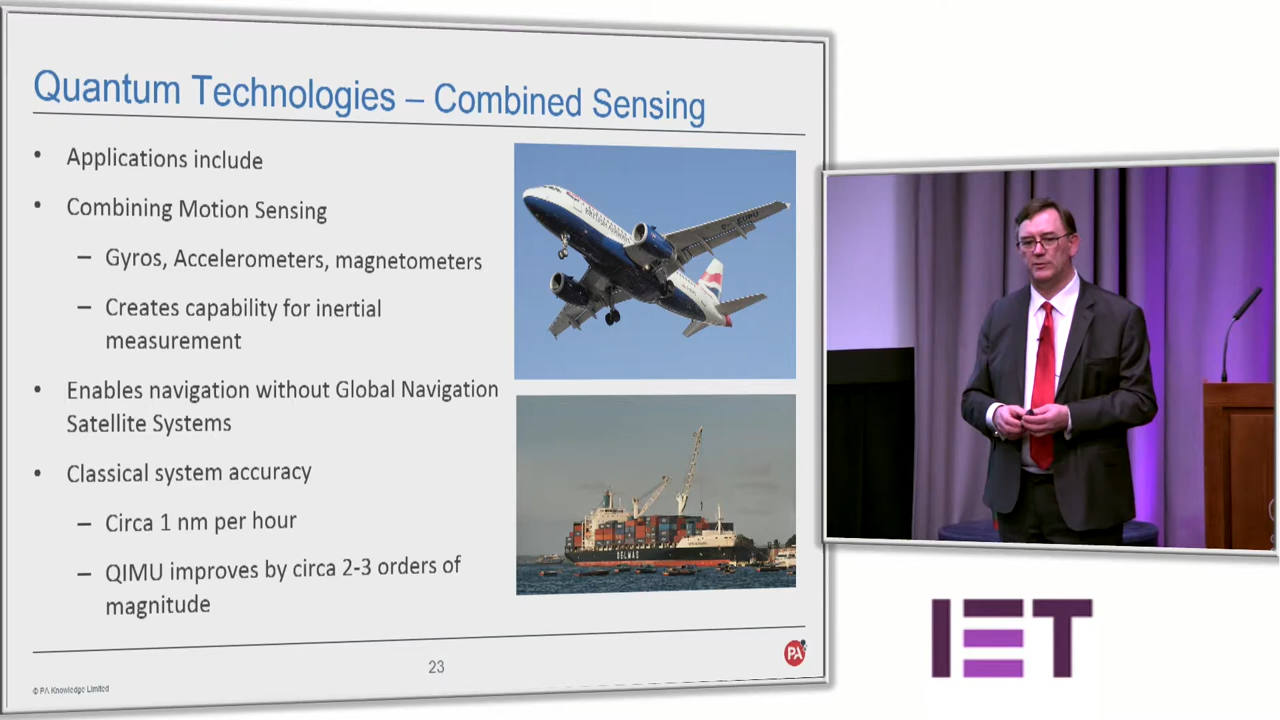 Quantum Technologies – Combined Sensing
• Applications include
• Combining Motion Sensing
– Gyros, Accelerometers, magnetometers
– Creates capability for inertial
measurement
• Enables navigation without Global Navigation
Satellite Systems
• Classical system accuracy
– Circa 1 nm per hour
– QIMU improves by circa 2-3 orders of
magnitude
DELMAS
23
PA
© PA Knowledge Limited
IET